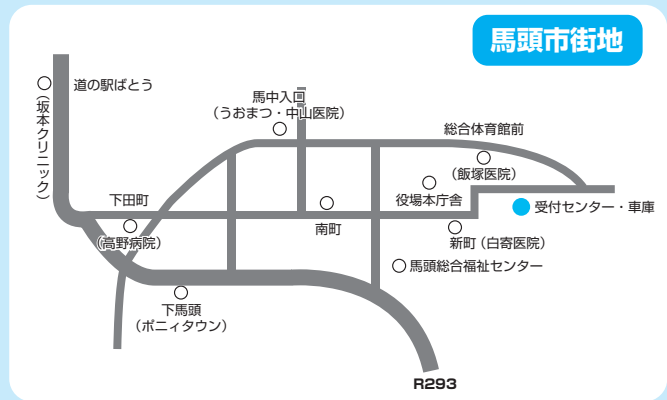 馬頭市街地
道の駅ばとう
(坂本クリニック)
馬中入口
(うおまつ・中山医院)
総合体育館前
(飯塚医院)
下田町
役場本庁舎
受付センター・車庫
(高野病院)
南町
新町(白寄医院)
馬頭総合福祉センター
下馬頭
(ポニィタウン)
R293